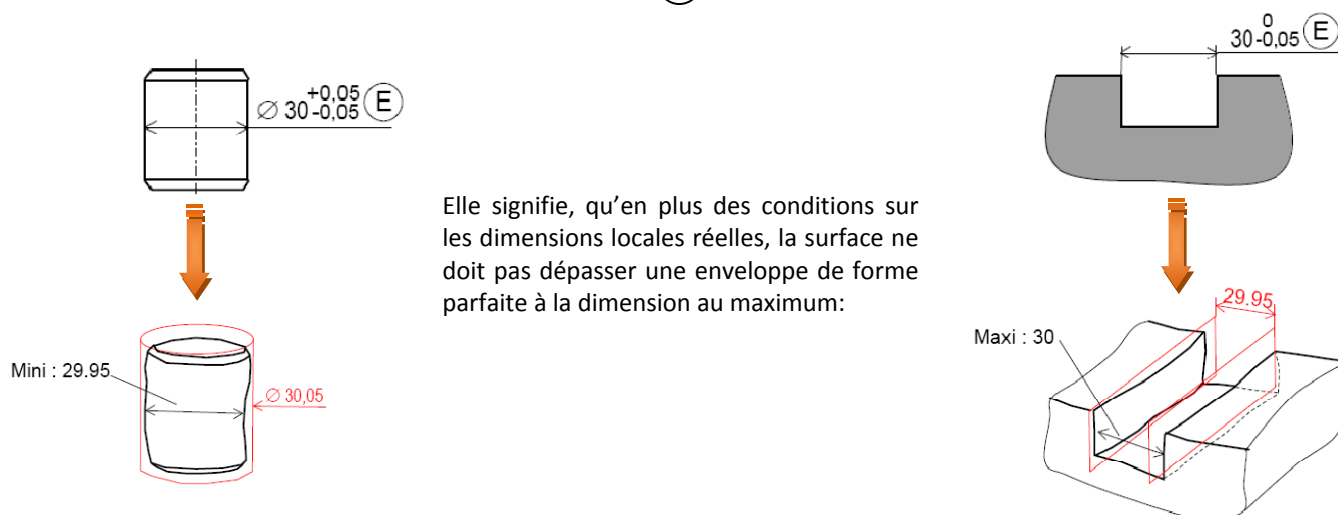 +0,05
Ø 30 -0,05 E
0
30 -0,05 E
Elle signifie, qu'en plus des conditions sur
les dimensions locales réelles, la surface ne
doit pas dépasser une enveloppe de forme
parfaite à la dimension au maximum:
Mini : 29.95
Ø 30,05
29.95
Maxi : 30